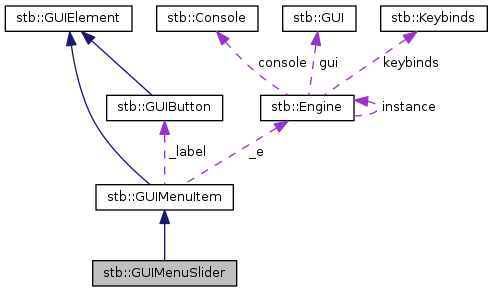 stb::GUIElement
stb::Console
stb::GUI
stb::Keybinds
console
gui
keybinds
stb::GUIButton
stb::Engine
instance
_label
_e
stb::GUIMenuItem
stb::GUIMenuSlider